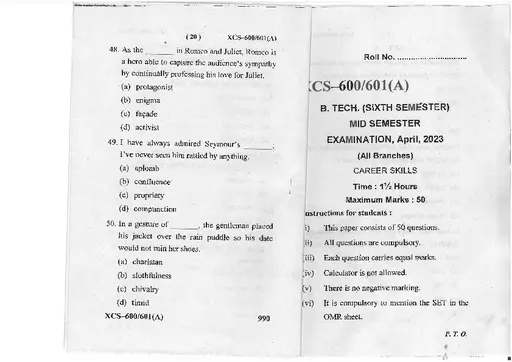 ( 20 ) XCS-600/601(A)
48. As the _______ in Romeo and Juliet, Romeo is
a hero able to capture the audience's sympathy
by continually professing his love for Juliet.
(a) protagonist
(b) enigma
(c) façade
(d) activist
49. I have always admired Seymour's _______;
I've never seen him rattled by anything.
(a) aplomb
(b) confluence
(c) propriety
(d) compunction
50. In a gesture of _______, the gentleman placed
his jacket over the rain puddle so his date
would not ruin her shoes.
(a) charlatan
(b) slothfulness
(c) chivalry
(d) timid
XCS-600/601(A) 990
Roll No. ..............................
XCS-600/601(A)
B. TECH. (SIXTH SEMESTER)
MID SEMESTER
EXAMINATION, April, 2023
(All Branches)
CAREER SKILLS
Time : 1½ Hours
Maximum Marks : 50
nstructions for students :
i) This paper consists of 50 questions.
ii) All questions are compulsory.
iii) Each question carries equal marks.
iv) Calculator is not allowed.
(v) There is no negative marking.
(vi) It is compulsory to mention the SET in the
OMR sheet.
P. T. O.